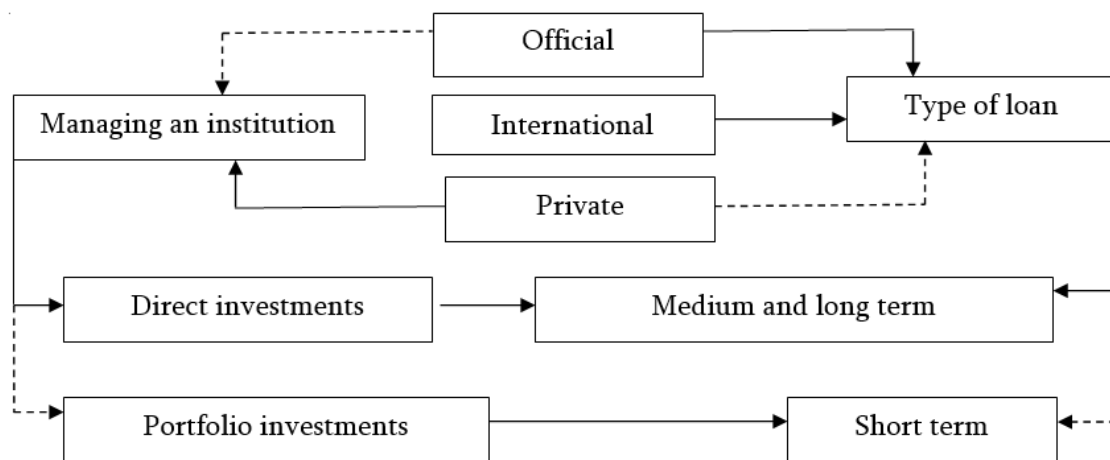 Official
Managing an institution
International
Type of loan
Private
Direct investments
Medium and long term
Portfolio investments
Short term